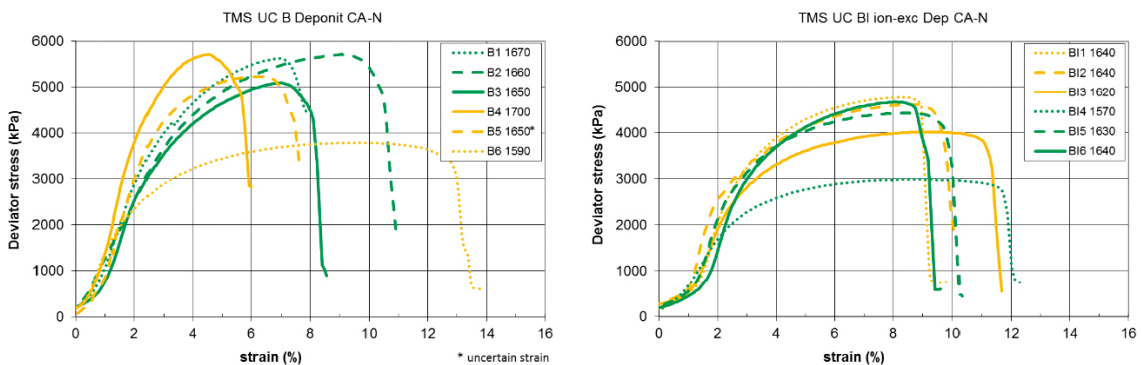 TMS UC B Deponit CA-N
6000
5000
4000
3000
2000
1000
0
Deviator stress (kPa)
B1 1670
B2 1660
B3 1650
B4 1700
B5 1650*
B6 1590
0 2 4 6 8 10 12 14 16
strain (%)
* uncertain strain
TMS UC BI ion-exc Dep CA-N
6000
5000
4000
3000
2000
1000
0
Deviator stress (kPa)
BI1 1640
BI2 1640
BI3 1620
BI4 1570
BI5 1630
BI6 1640
0 2 4 6 8 10 12 14 16
strain (%)